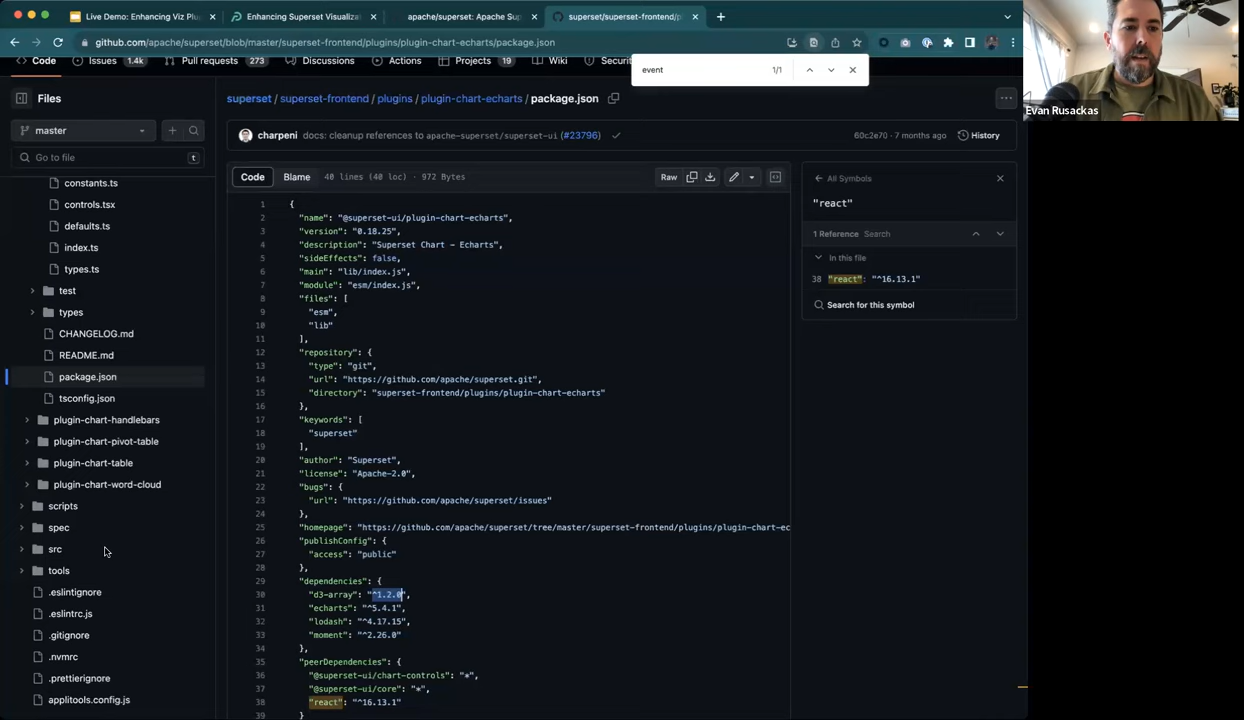 Live Demo: Enhancing Viz Plu
Enhancing Superset Visualiza
apache/superset: Apache Sup
superset/superset-frontend/p
github.com/apache/superset/blob/master/superset-frontend/plugins/plugin-chart-echarts/package.json
Code
Issues 1.4k
Pull requests 273
Discussions
Actions
Projects 19
Wiki
Securit
event
1/1
Evan Rusackas
Files
master
Go to file
t
constants.ts
controls.tsx
defaults.ts
index.ts
types.ts
test
types
CHANGELOG.md
README.md
package.json
tsconfig.json
plugin-chart-handlebars
plugin-chart-pivot-table
plugin-chart-table
plugin-chart-word-cloud
scripts
spec
src
tools
.eslintignore
.eslintrc.js
.gitignore
.nvmrc
.prettierignore
applitools.config.js
superset / superset-frontend / plugins / plugin-chart-echarts / package.json
charpeni docs: cleanup references to apache-superset/superset-ui (#23796)
60c2e70 · 7 months ago
History
Code
Blame
40 lines (40 loc) · 972 Bytes
Raw
1 {
2 "name": "@superset-ui/plugin-chart-echarts",
3 "version": "0.18.25",
4 "description": "Superset Chart - Echarts",
5 "sideEffects": false,
6 "main": "lib/index.js",
7 "module": "esm/index.js",
8 "files": [
9 "esm",
10 "lib"
11 ],
12 "repository": {
13 "type": "git",
14 "url": "https://github.com/apache/superset.git",
15 "directory": "superset-frontend/plugins/plugin-chart-echarts"
16 },
17 "keywords": [
18 "superset"
19 ],
20 "author": "Superset",
21 "license": "Apache-2.0",
22 "bugs": {
23 "url": "https://github.com/apache/superset/issues"
24 },
25 "homepage": "https://github.com/apache/superset/tree/master/superset-frontend/plugins/plugin-chart-ec
26 "publishConfig": {
27 "access": "public"
28 },
29 "dependencies": {
30 "d3-array": "^1.2.0",
31 "echarts": "^5.4.1",
32 "lodash": "^4.17.15",
33 "moment": "^2.26.0"
34 },
35 "peerDependencies": {
36 "@superset-ui/chart-controls": "*",
37 "@superset-ui/core": "*",
38 "react": "^16.13.1"
39 }
All Symbols
"react"
1 Reference Search
In this file
38 "react": "^16.13.1"
Search for this symbol